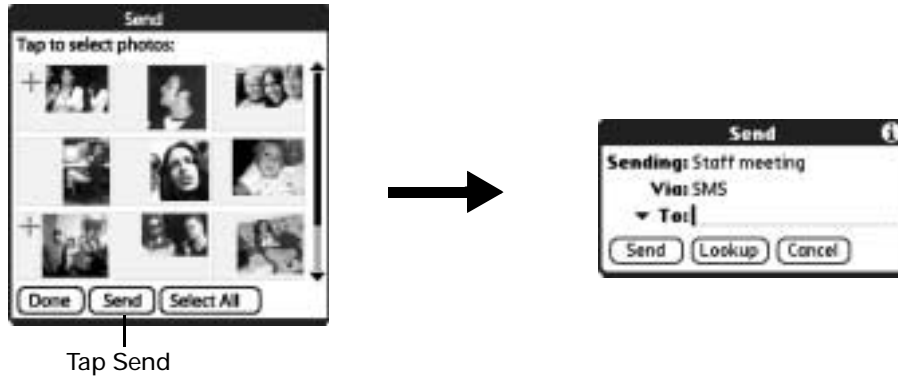 Send
Tap to select photos:
Done Send Select All
Tap Send
Send
Sending: Staff meeting
Via: SMS
To:
Send Lookup Cancel